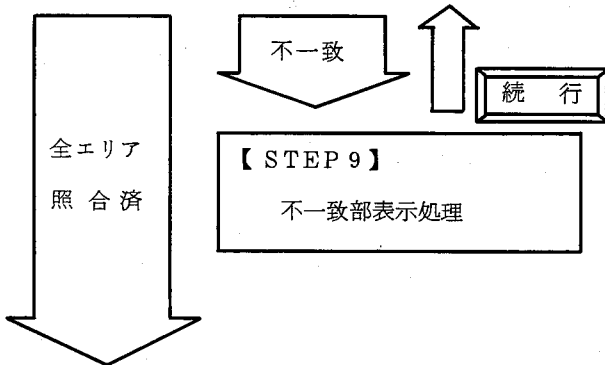 不一致
続 行
全エリア
照 合 済
【 STEP 9】
不一致部表示処理